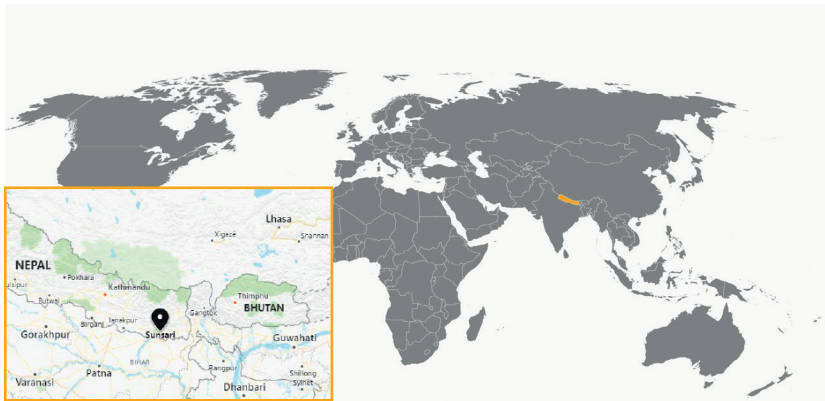 Lhasa
Xigazê
Shannan
NEPAL
Pokhara
Kathmandu
Thimphu
BHUTAN
Butwal
Gangtok
Birganj
Janakpur
Sunsari
Gorakhpur
Guwahati
BIHAR
Patna
Rangpur
Shillong
Varanasi
Sylhet
Dhanbari